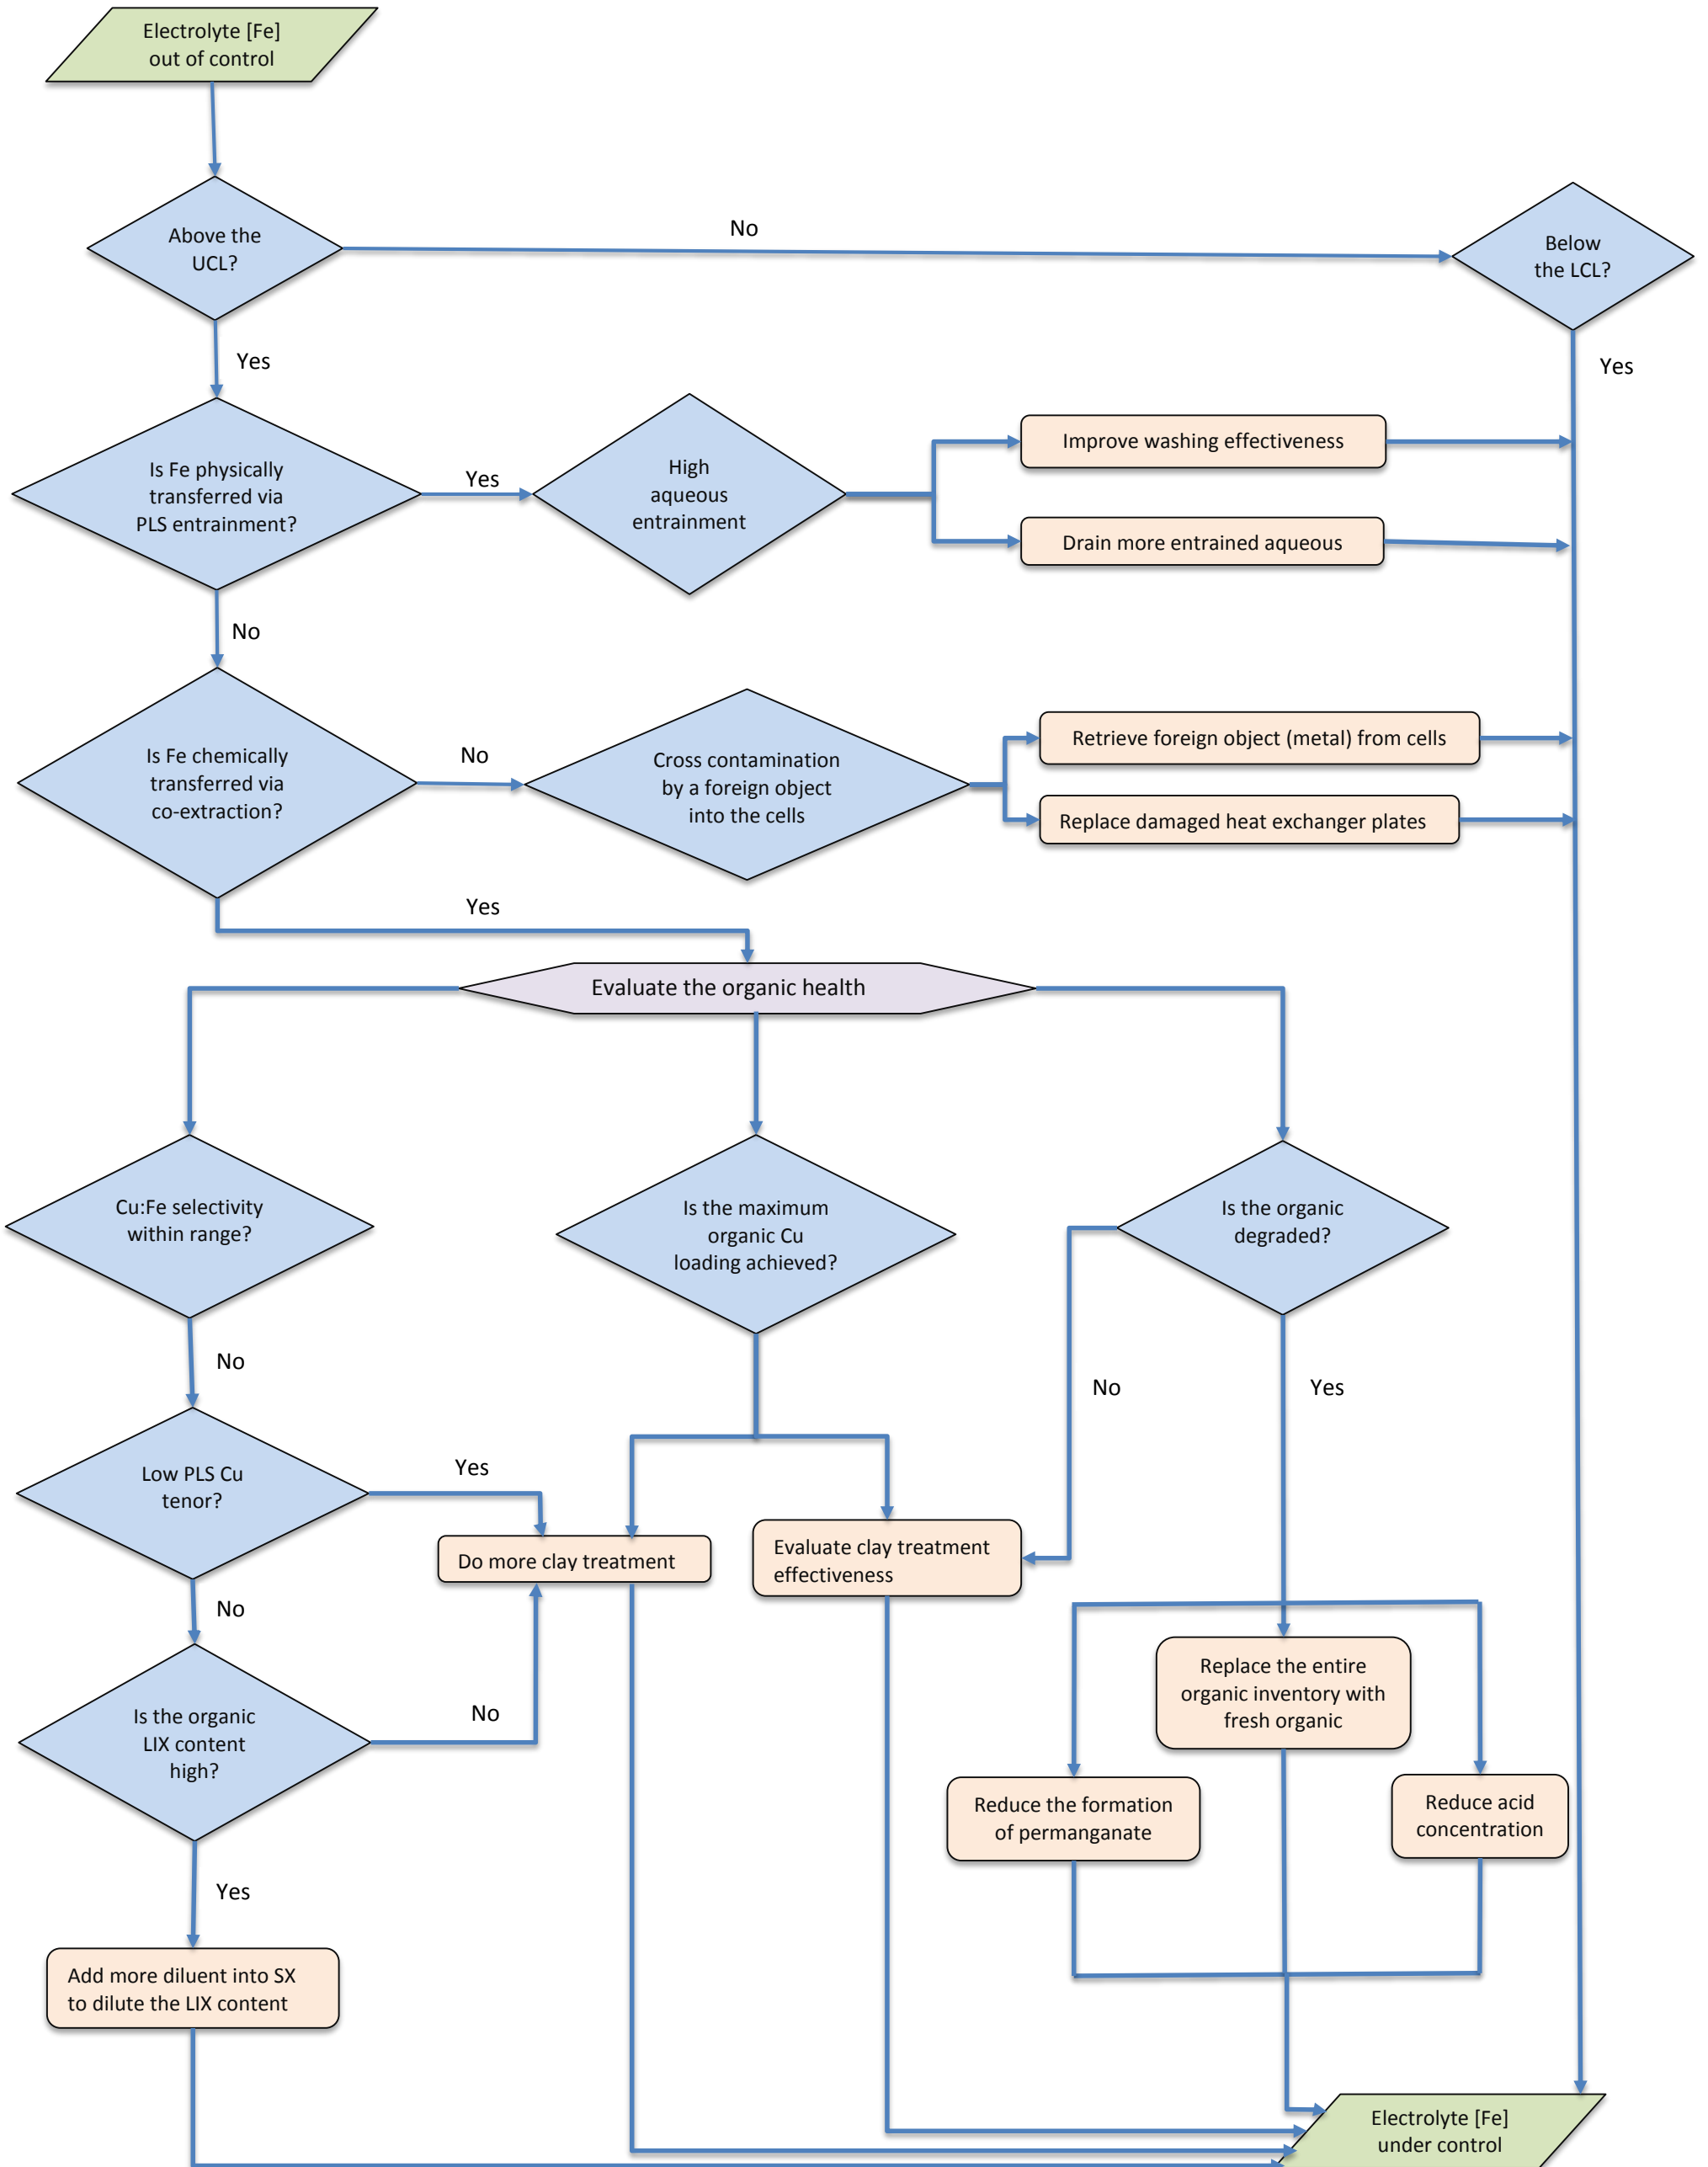 Electrolyte [Fe]
out of control
Above the
UCL?
No
Below
the LCL?
Yes
Yes
Is Fe physically
transferred via
PLS entrainment?
Yes
High
aqueous
entrainment
Improve washing effectiveness
Drain more entrained aqueous
No
Is Fe chemically
transferred via
co-extraction?
No
Cross contamination
by a foreign object
into the cells
Retrieve foreign object (metal) from cells
Replace damaged heat exchanger plates
Yes
Evaluate the organic health
Cu:Fe selectivity
within range?
Is the maximum
organic Cu
loading achieved?
Is the organic
degraded?
No
No
Yes
Low PLS Cu
tenor?
Yes
Do more clay treatment
Evaluate clay treatment
effectiveness
No
Is the organic
LIX content
high?
No
Replace the entire
organic inventory with
fresh organic
Reduce the formation
of permanganate
Reduce acid
concentration
Yes
Add more diluent into SX
to dilute the LIX content
Electrolyte [Fe]
under control